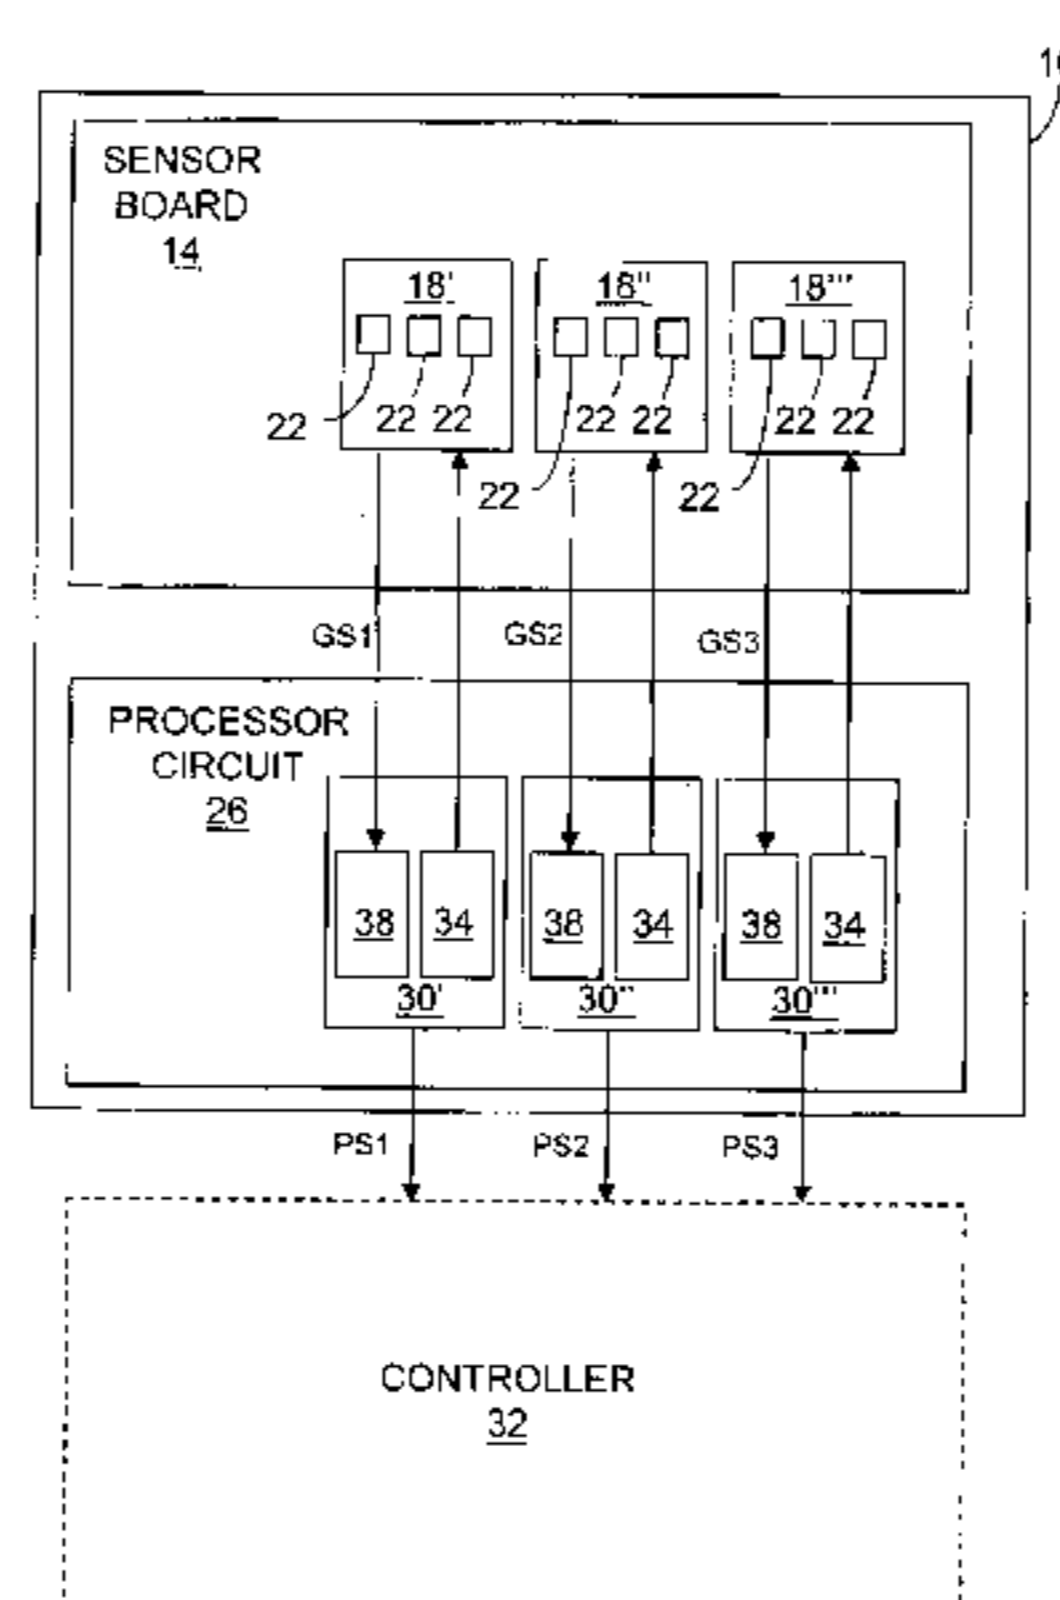 SENSOR
BOARD
14
18' 18" 18'"
22 22 22 22 22 22 22
22 22
GS1 GS2 GS3
PROCESSOR
CIRCUIT
26
38 34 38 34 38 34
30' 30" 30'"
PS1 PS2 PS3
CONTROLLER
32